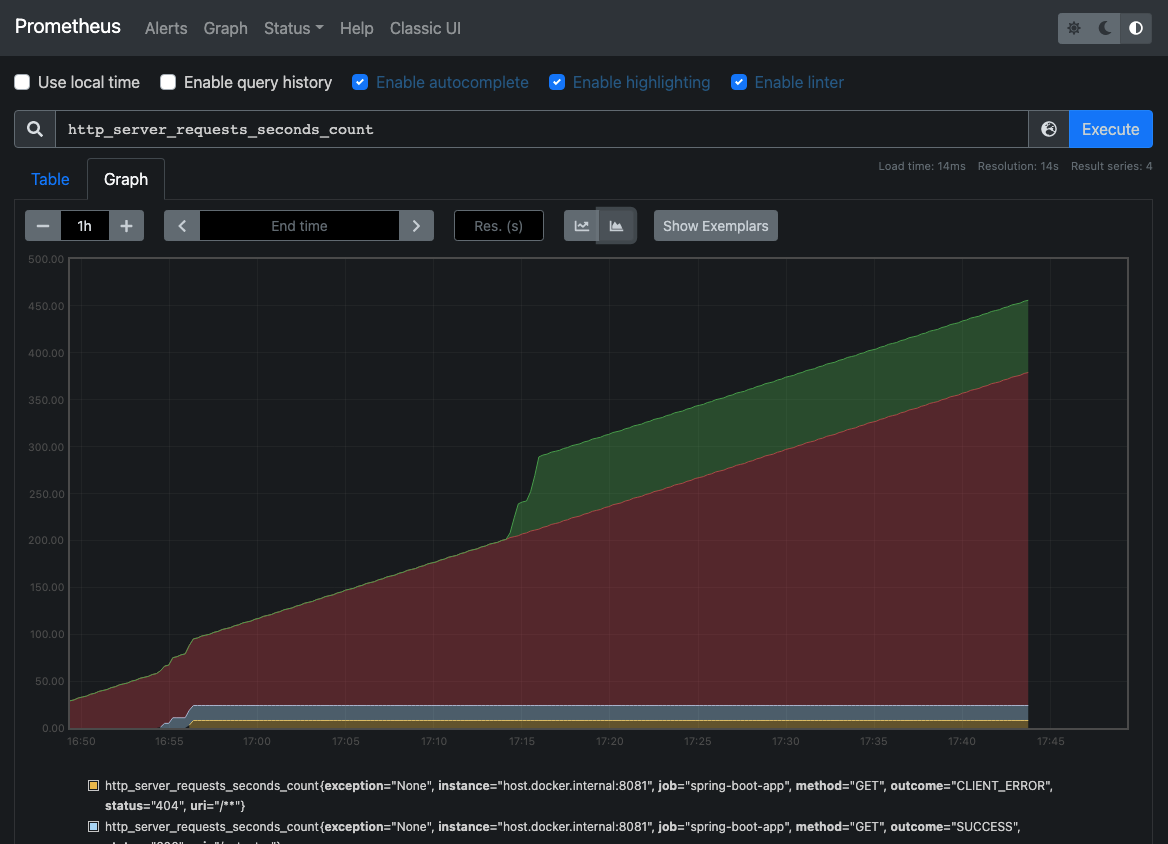 Prometheus Alerts Graph Status Help Classic UI
Use local time Enable query history Enable autocomplete Enable highlighting Enable linter
http_server_requests_seconds_count Execute
Load time: 14ms Resolution: 14s Result series: 4
Table Graph
1h End time Res. (s) Show Exemplars
500.00
450.00
400.00
350.00
300.00
250.00
200.00
150.00
100.00
50.00
0.00
16:50 16:55 17:00 17:05 17:10 17:15 17:20 17:25 17:30 17:35 17:40 17:45
http_server_requests_seconds_count{exception="None", instance="host.docker.internal:8081", job="spring-boot-app", method="GET", outcome="CLIENT_ERROR",
status="404", uri="/**"}
http_server_requests_seconds_count{exception="None", instance="host.docker.internal:8081", job="spring-boot-app", method="GET", outcome="SUCCESS",